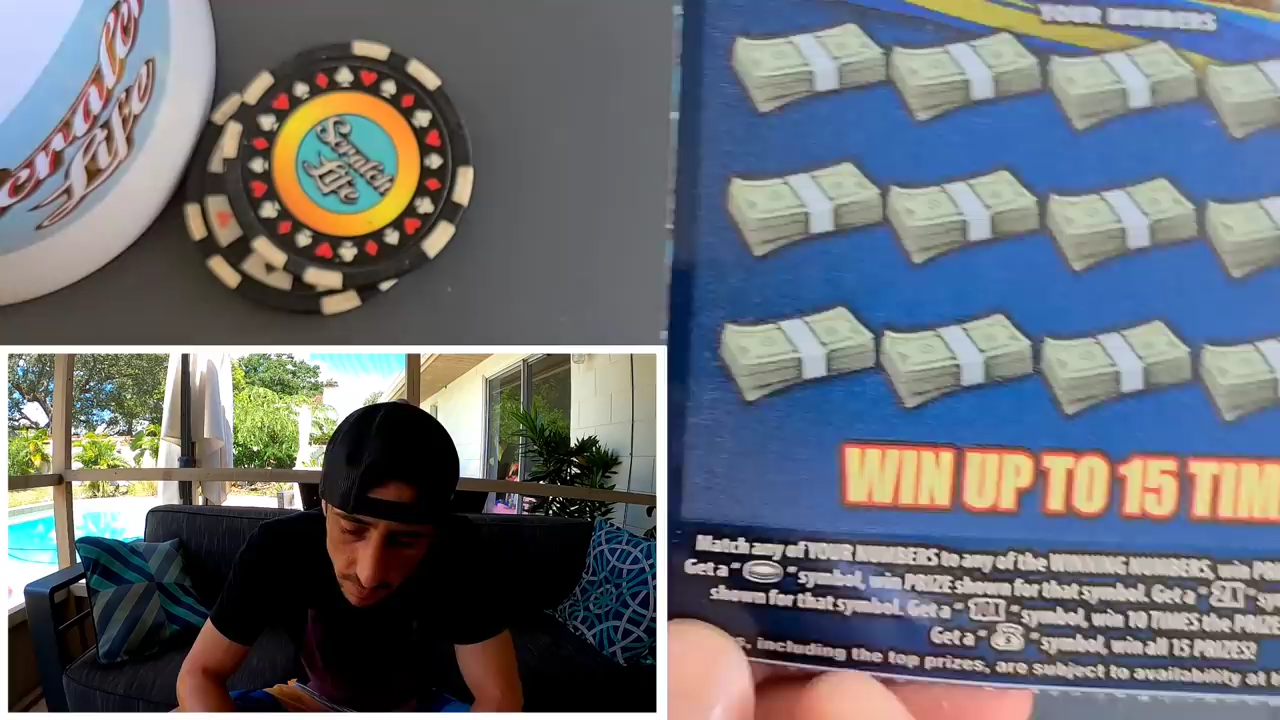 Scratch
Life
Scratch
Life
YOUR NUMBERS
WIN UP TO 15 TIM
Match any of YOUR NUMBERS to any of the WINNING NUMBERS, win
Get a " " symbol, win PRIZE shown for that symbol. Get a "2X"
shown for that symbol. Get a "10X" symbol, win 10 TIMES the PRIZE
Get a " " symbol, win all 15 PRIZES!
, including the top prizes, are subject to availability at